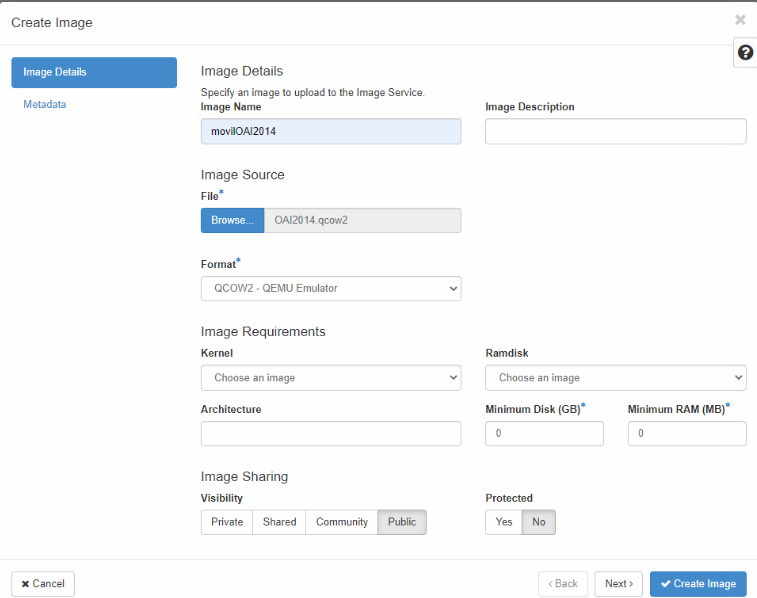 Create Image
Image Details
Metadata
Image Details
Specify an image to upload to the Image Service.
Image Name
Image Description
movilOAI2014
Image Source
File*
Browse... OAI2014.qcow2
Format*
QCOW2 - QEMU Emulator
Image Requirements
Kernel
Ramdisk
Choose an image
Choose an image
Architecture
Minimum Disk (GB)*
Minimum RAM (MB)*
0
0
Image Sharing
Visibility
Protected
Private Shared Community Public
Yes No
Cancel
< Back
Next >
Create Image